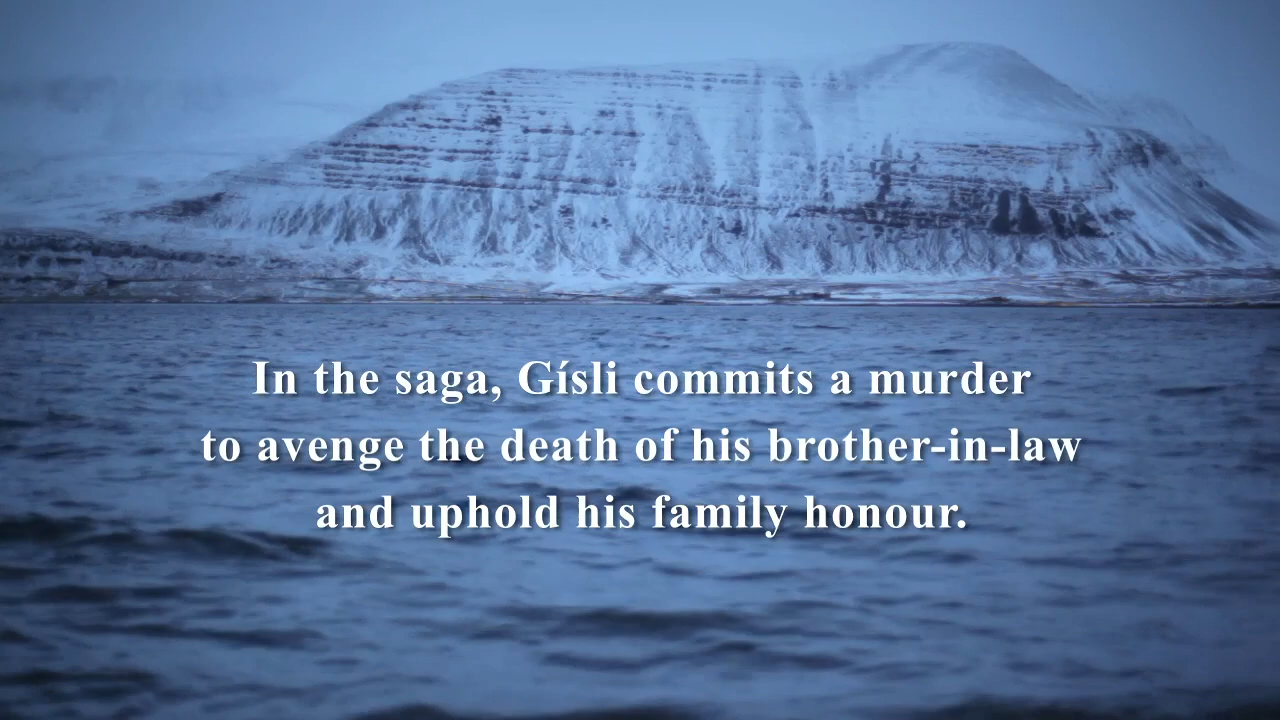 In the saga, Gísli commits a murder
to avenge the death of his brother-in-law
and uphold his family honour.